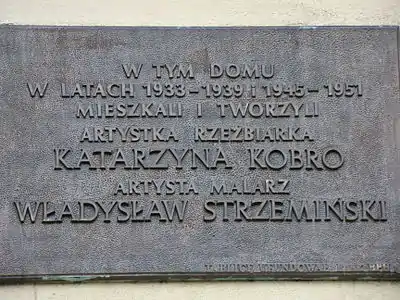 W TYM DOMU
W LATACH 1933-1939 i 1945-1951
MIESZKALI I TWORZYLI
ARTYSTKA RZEŹBIARKA
KATARZYNA KOBRO
ARTYSTA MALARZ
WŁADYSŁAW STRZEMIŃSKI